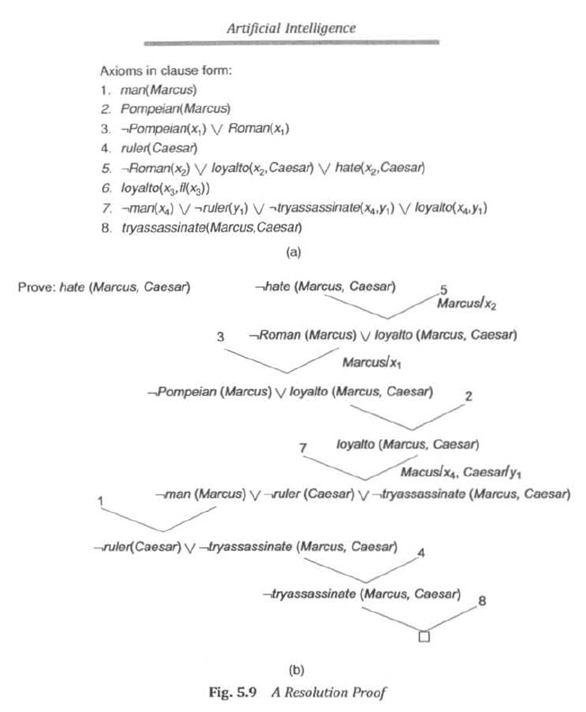 Artificial Intelligence
Axioms in clause form:
1. man(Marcus)
2. Pompeian(Marcus)
3. ¬Pompeian(x₁) ∨ Roman(x₁)
4. ruler(Caesar)
5. ¬Roman(x₂) ∨ loyalto(x₂,Caesar) ∨ hate(x₂,Caesar)
6. loyalto(x₃,fl(x₃))
7. ¬man(x₄) ∨ ¬ruler(y₁) ∨ ¬tryassassinate(x₄,y₁) ∨ loyalto(x₄,y₁)
8. tryassassinate(Marcus,Caesar)
(a)
Prove: hate (Marcus, Caesar) ¬hate (Marcus, Caesar) 5
Marcus/x₂
3 ¬Roman (Marcus) ∨ loyalto (Marcus, Caesar)
Marcus/x₁
¬Pompeian (Marcus) ∨ loyalto (Marcus, Caesar) 2
7 loyalto (Marcus, Caesar)
Macus/x₄, Caesar/y₁
1 ¬man (Marcus) ∨ ¬ruler (Caesar) ∨ ¬tryassassinate (Marcus, Caesar)
¬ruler(Caesar) ∨ ¬tryassassinate (Marcus, Caesar) 4
¬tryassassinate (Marcus, Caesar) 8
(b)
Fig. 5.9 A Resolution Proof